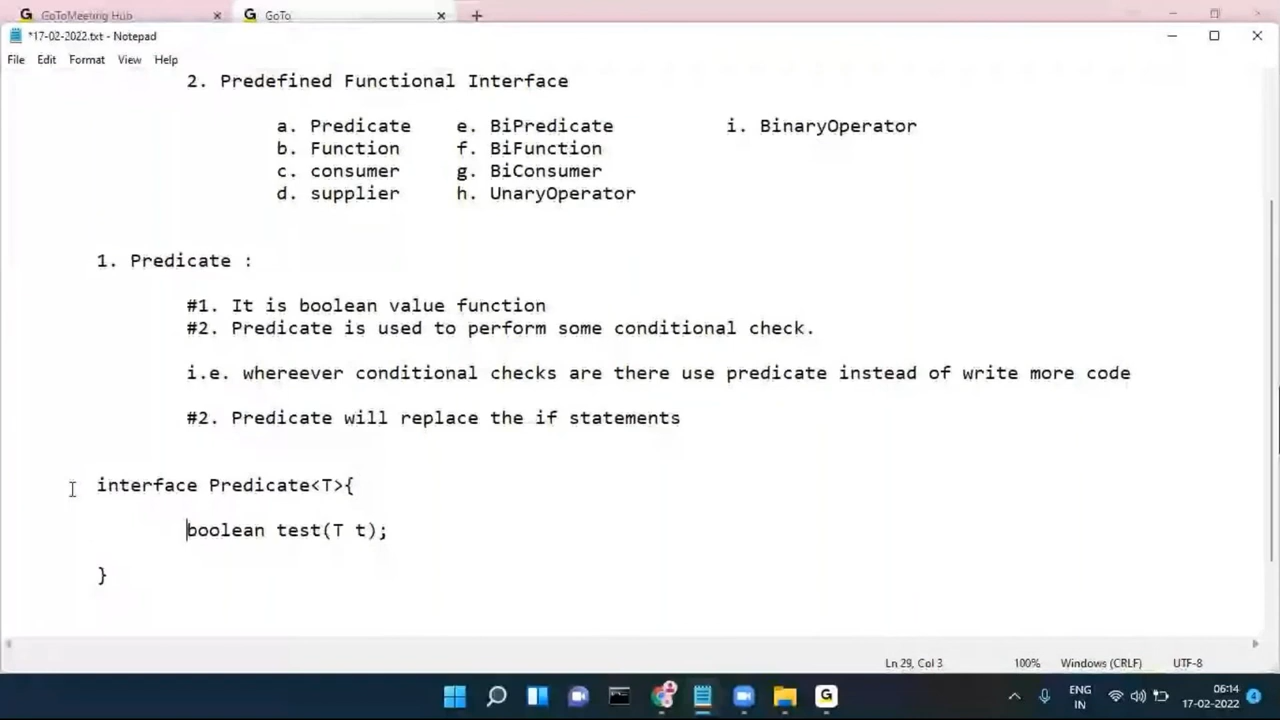 GoToMeeting Hub
GoTo
*17-02-2022.txt - Notepad
File Edit Format View Help
2. Predefined Functional Interface
a. Predicate e. BiPredicate i. BinaryOperator
b. Function f. BiFunction
c. consumer g. BiConsumer
d. supplier h. UnaryOperator
1. Predicate :
#1. It is boolean value function
#2. Predicate is used to perform some conditional check.
i.e. whereever conditional checks are there use predicate instead of write more code
#2. Predicate will replace the if statements
interface Predicate<T>{
boolean test(T t);
}
Ln 29, Col 3 100% Windows (CRLF) UTF-8
ENG
IN
06:14
17-02-2022
4